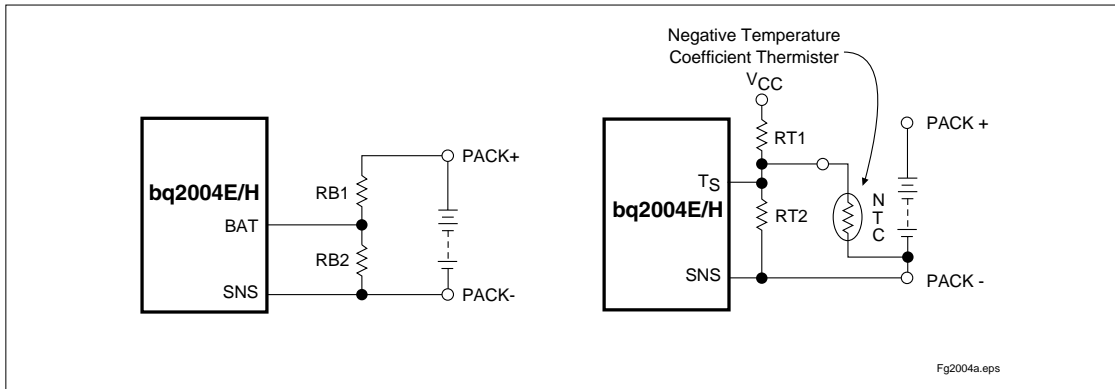 bq2004E/H
BAT
SNS
RB1
RB2
PACK+
PACK-
Negative Temperature
Coefficient Thermister
VCC
bq2004E/H
TS
SNS
RT1
RT2
N
T
C
PACK +
PACK -
Fg2004a.eps